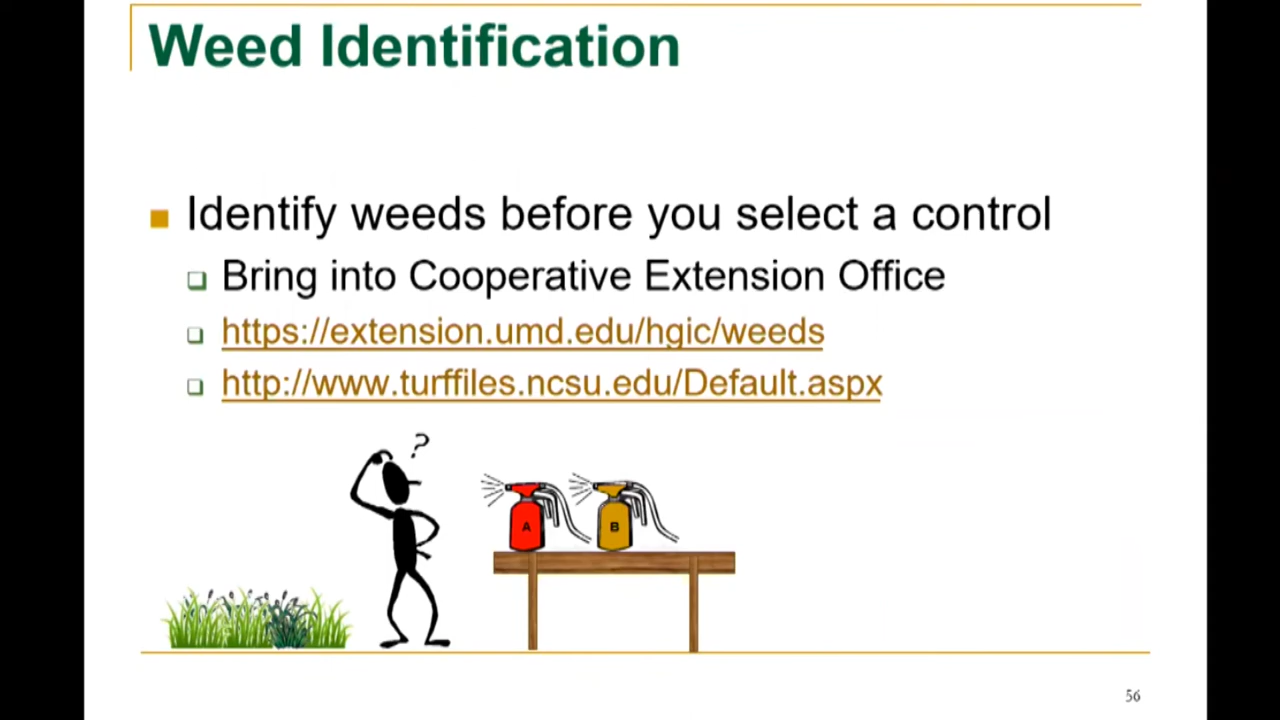 Weed Identification
Identify weeds before you select a control
Bring into Cooperative Extension Office
https://extension.umd.edu/hgic/weeds
http://www.turffiles.ncsu.edu/Default.aspx
?
A B
56